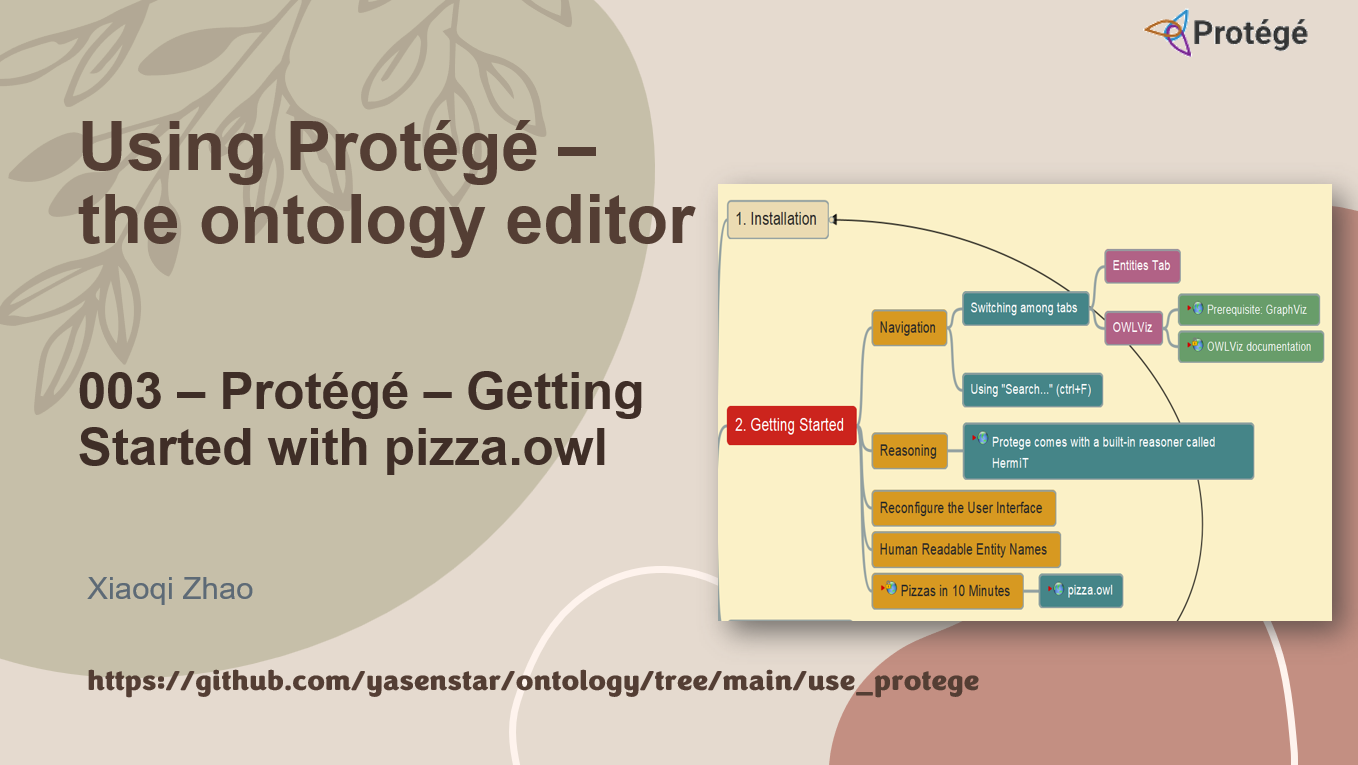 Protégé
Using Protégé –
the ontology editor
003 – Protégé – Getting
Started with pizza.owl
Xiaoqi Zhao
https://github.com/yasenstar/ontology/tree/main/use_protege
1. Installation
Entities Tab
Switching among tabs
Prerequisite: GraphViz
Navigation
OWLViz
OWLViz documentation
Using "Search..." (ctrl+F)
2. Getting Started
Reasoning
Protege comes with a built-in reasoner called
HermiT
Reconfigure the User Interface
Human Readable Entity Names
Pizzas in 10 Minutes
pizza.owl